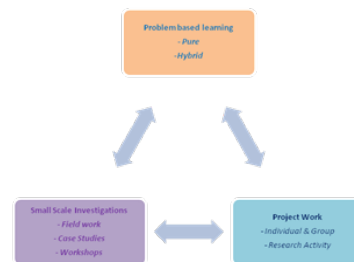 Problem based learning
- Pure
- Hybrid
Small Scale Investigations
- Field work
- Case Studies
- Workshops
Project Work
- Individual & Group
- Research Activity